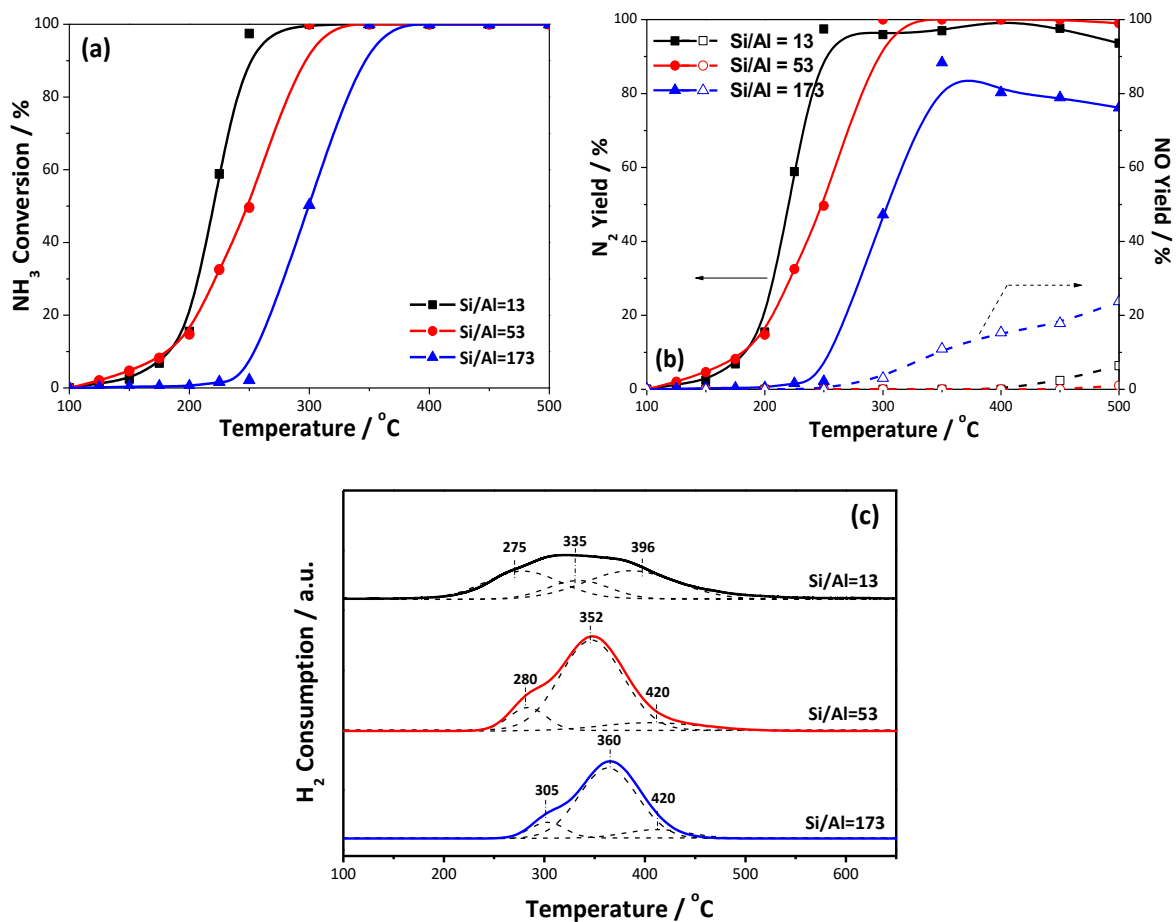 (a)
NH3 Conversion / %
100
80
60
40
20
0
Si/Al=13
Si/Al=53
Si/Al=173
100 200 300 400 500
Temperature / °C
(b)
N2 Yield / %
100
80
60
40
20
0
Si/Al = 13
Si/Al = 53
Si/Al = 173
100
80
60
40
20
0
NO Yield / %
100 200 300 400 500
Temperature / °C
(c)
H2 Consumption / a.u.
275 335 396
Si/Al=13
280 352 420
Si/Al=53
305 360 420
Si/Al=173
100 200 300 400 500 600
Temperature / °C